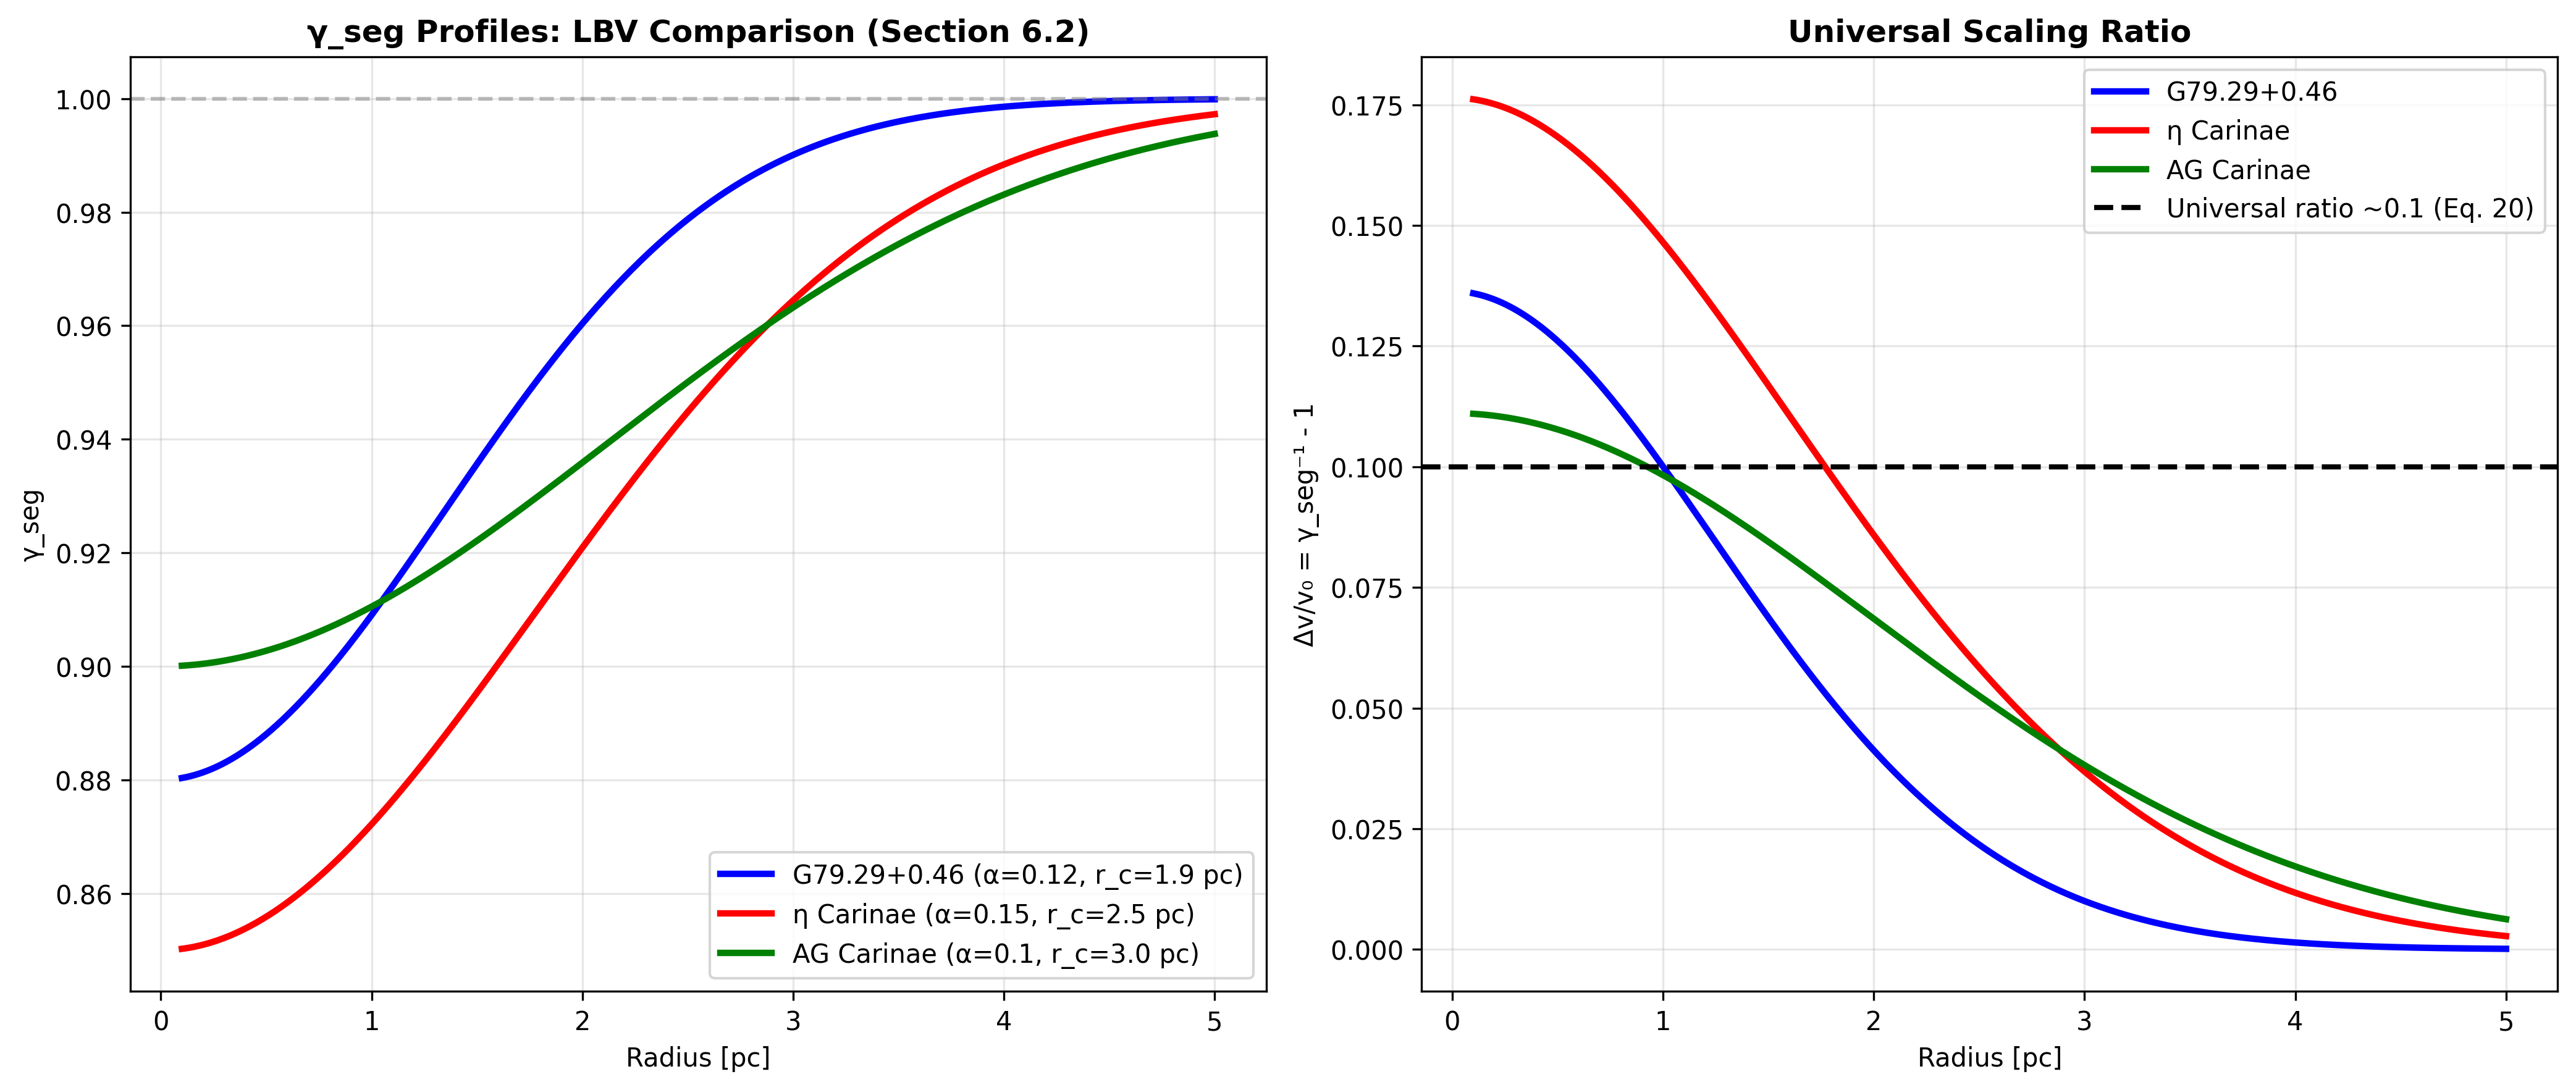 γ_seg Profiles: LBV Comparison (Section 6.2)
γ_seg
1.00
0.98
0.96
0.94
0.92
0.90
0.88
0.86
0 1 2 3 4 5
Radius [pc]
G79.29+0.46 (α=0.12, r_c=1.9 pc)
η Carinae (α=0.15, r_c=2.5 pc)
AG Carinae (α=0.1, r_c=3.0 pc)
Universal Scaling Ratio
Δv/v₀ = γ_seg⁻¹ - 1
0.175
0.150
0.125
0.100
0.075
0.050
0.025
0.000
0 1 2 3 4 5
Radius [pc]
G79.29+0.46
η Carinae
AG Carinae
Universal ratio ~0.1 (Eq. 20)